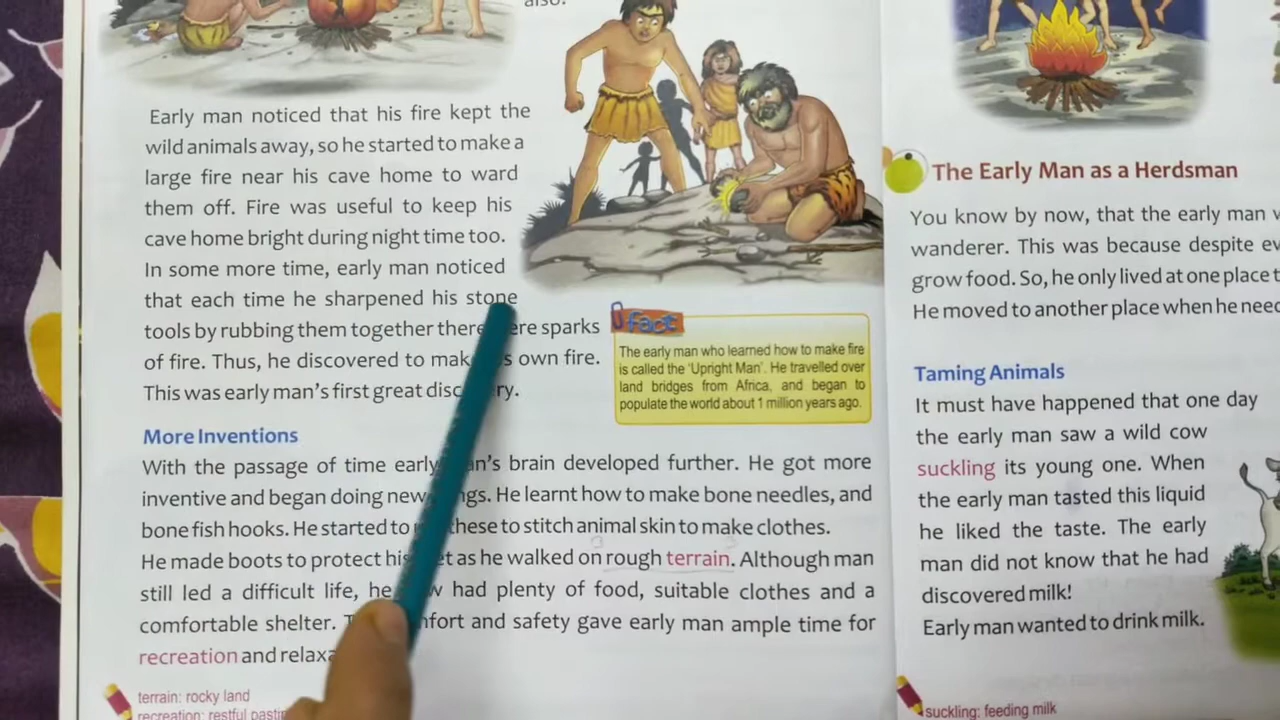 also.
Early man noticed that his fire kept the
wild animals away, so he started to make a
large fire near his cave home to ward
them off. Fire was useful to keep his
cave home bright during night time too.
In some more time, early man noticed
that each time he sharpened his stone
tools by rubbing them together there were sparks
of fire. Thus, he discovered to make his own fire.
This was early man's first great discovery.
fact
The early man who learned how to make fire
is called the 'Upright Man'. He travelled over
land bridges from Africa, and began to
populate the world about 1 million years ago.
More Inventions
With the passage of time early man's brain developed further. He got more
inventive and began doing new things. He learnt how to make bone needles, and
bone fish hooks. He started to these to stitch animal skin to make clothes.
He made boots to protect his feet as he walked on rough terrain. Although man
still led a difficult life, he now had plenty of food, suitable clothes and a
comfortable shelter. The comfort and safety gave early man ample time for
recreation and
terrain: rocky land
recreation: restful
The Early Man as a Herdsman
You know by now, that the early man
wanderer. This was because despite
grow food. So, he only lived at one place
He moved to another place when he
Taming Animals
It must have happened that one day
the early man saw a wild cow
suckling its young one. When
the early man tasted this liquid
he liked the taste. The early
man did not know that he had
discovered milk!
Early man wanted to drink milk.
suckling: feeding milk